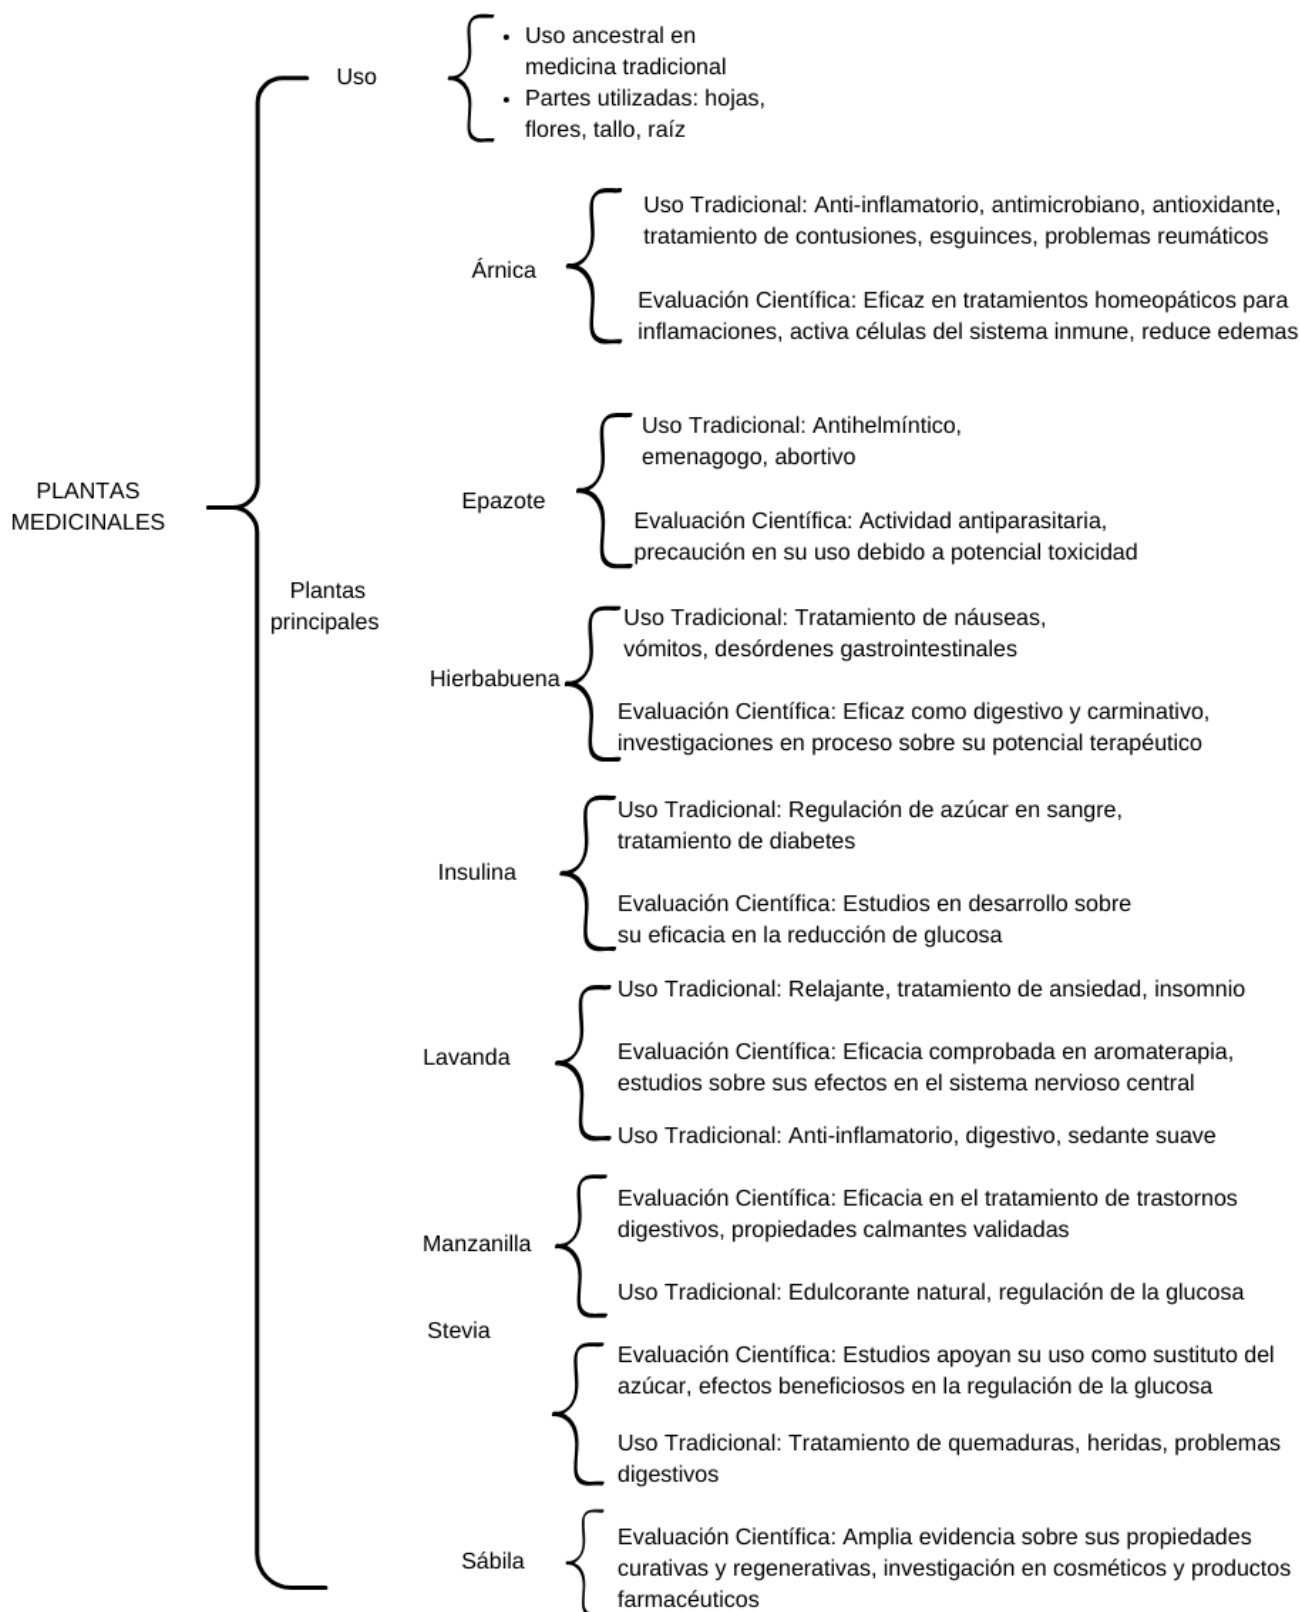 Uso
• Uso ancestral en
medicina tradicional
• Partes utilizadas: hojas,
flores, tallo, raíz
PLANTAS
MEDICINALES
Plantas
principales
Árnica
Uso Tradicional: Anti-inflamatorio, antimicrobiano, antioxidante,
tratamiento de contusiones, esguinces, problemas reumáticos
Evaluación Científica: Eficaz en tratamientos homeopáticos para
inflamaciones, activa células del sistema inmune, reduce edemas
Epazote
Uso Tradicional: Antihelmíntico,
emenagogo, abortivo
Evaluación Científica: Actividad antiparasitaria,
precaución en su uso debido a potencial toxicidad
Hierbabuena
Uso Tradicional: Tratamiento de náuseas,
vómitos, desórdenes gastrointestinales
Evaluación Científica: Eficaz como digestivo y carminativo,
investigaciones en proceso sobre su potencial terapéutico
Insulina
Uso Tradicional: Regulación de azúcar en sangre,
tratamiento de diabetes
Evaluación Científica: Estudios en desarrollo sobre
su eficacia en la reducción de glucosa
Lavanda
Uso Tradicional: Relajante, tratamiento de ansiedad, insomnio
Evaluación Científica: Eficacia comprobada en aromaterapia,
estudios sobre sus efectos en el sistema nervioso central
Uso Tradicional: Anti-inflamatorio, digestivo, sedante suave
Manzanilla
Evaluación Científica: Eficacia en el tratamiento de trastornos
digestivos, propiedades calmantes validadas
Uso Tradicional: Edulcorante natural, regulación de la glucosa
Stevia
Evaluación Científica: Estudios apoyan su uso como sustituto del
azúcar, efectos beneficiosos en la regulación de la glucosa
Uso Tradicional: Tratamiento de quemaduras, heridas, problemas
digestivos
Sábila
Evaluación Científica: Amplia evidencia sobre sus propiedades
curativas y regenerativas, investigación en cosméticos y productos
farmacéuticos